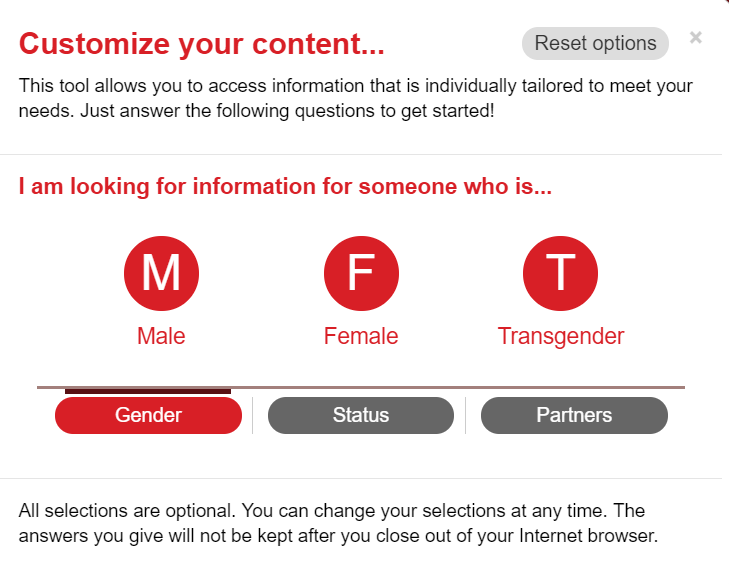 Customize your content...
Reset options
×
This tool allows you to access information that is individually tailored to meet your
needs. Just answer the following questions to get started!
I am looking for information for someone who is...
M
F
T
Male
Female
Transgender
Gender
Status
Partners
All selections are optional. You can change your selections at any time. The
answers you give will not be kept after you close out of your Internet browser.